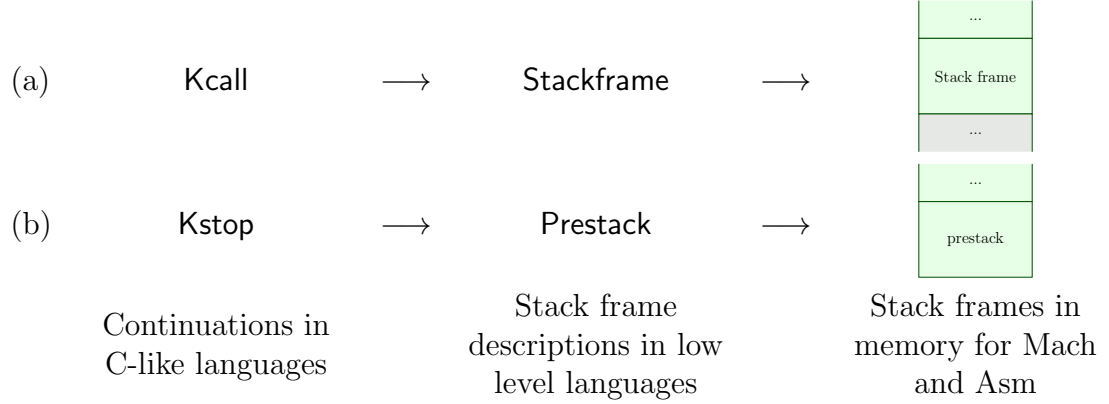 ...
(a) Kcall ⟶ Stackframe ⟶ Stack frame
...
...
(b) Kstop ⟶ Prestack ⟶ prestack
Continuations in
C-like languages
Stack frame
descriptions in low
level languages
Stack frames in
memory for Mach
and Asm